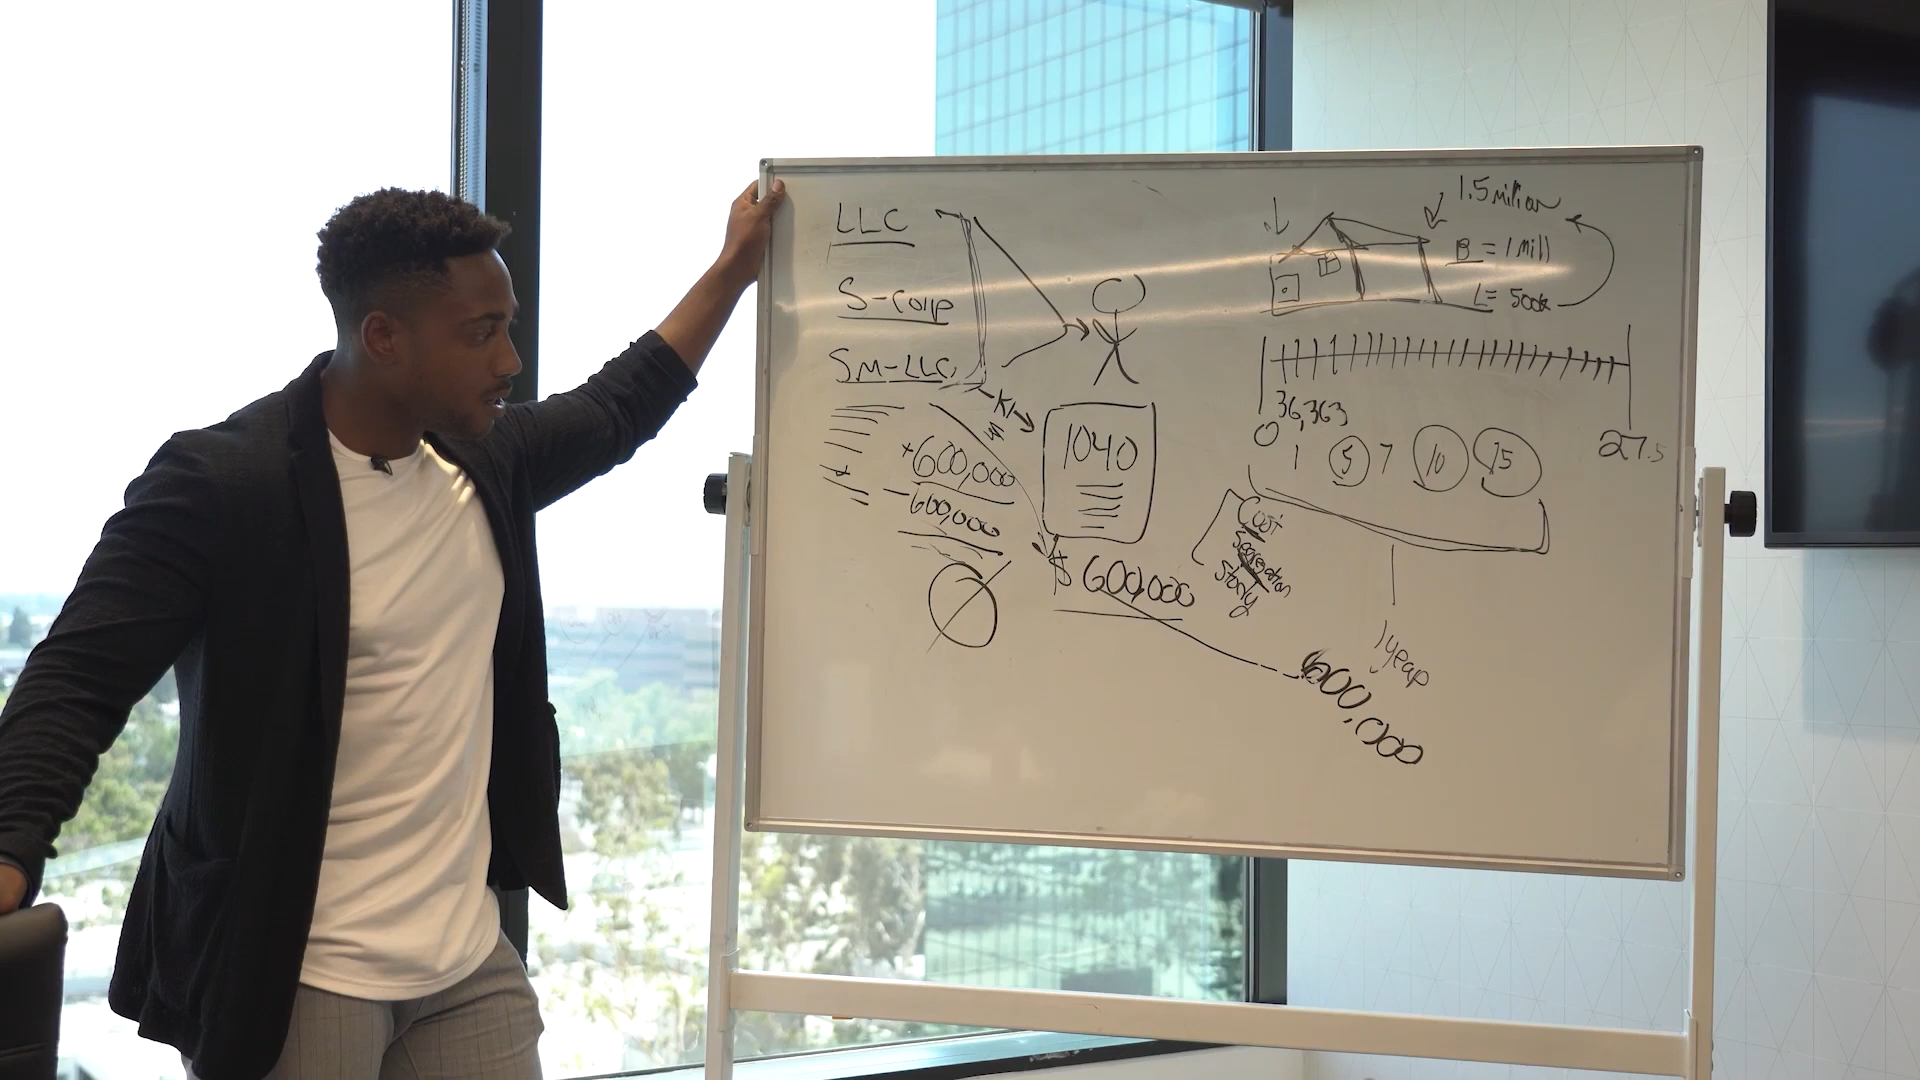 LLC
S-Corp
SM-LLC
K1
1040
+600,000
-600,000
$600,000
1.5 million
B = 1 Mill
L = 500k
36,363
0 1 5 7 10 15 27.5
Cost
Segregation
Study
1 year
600,000